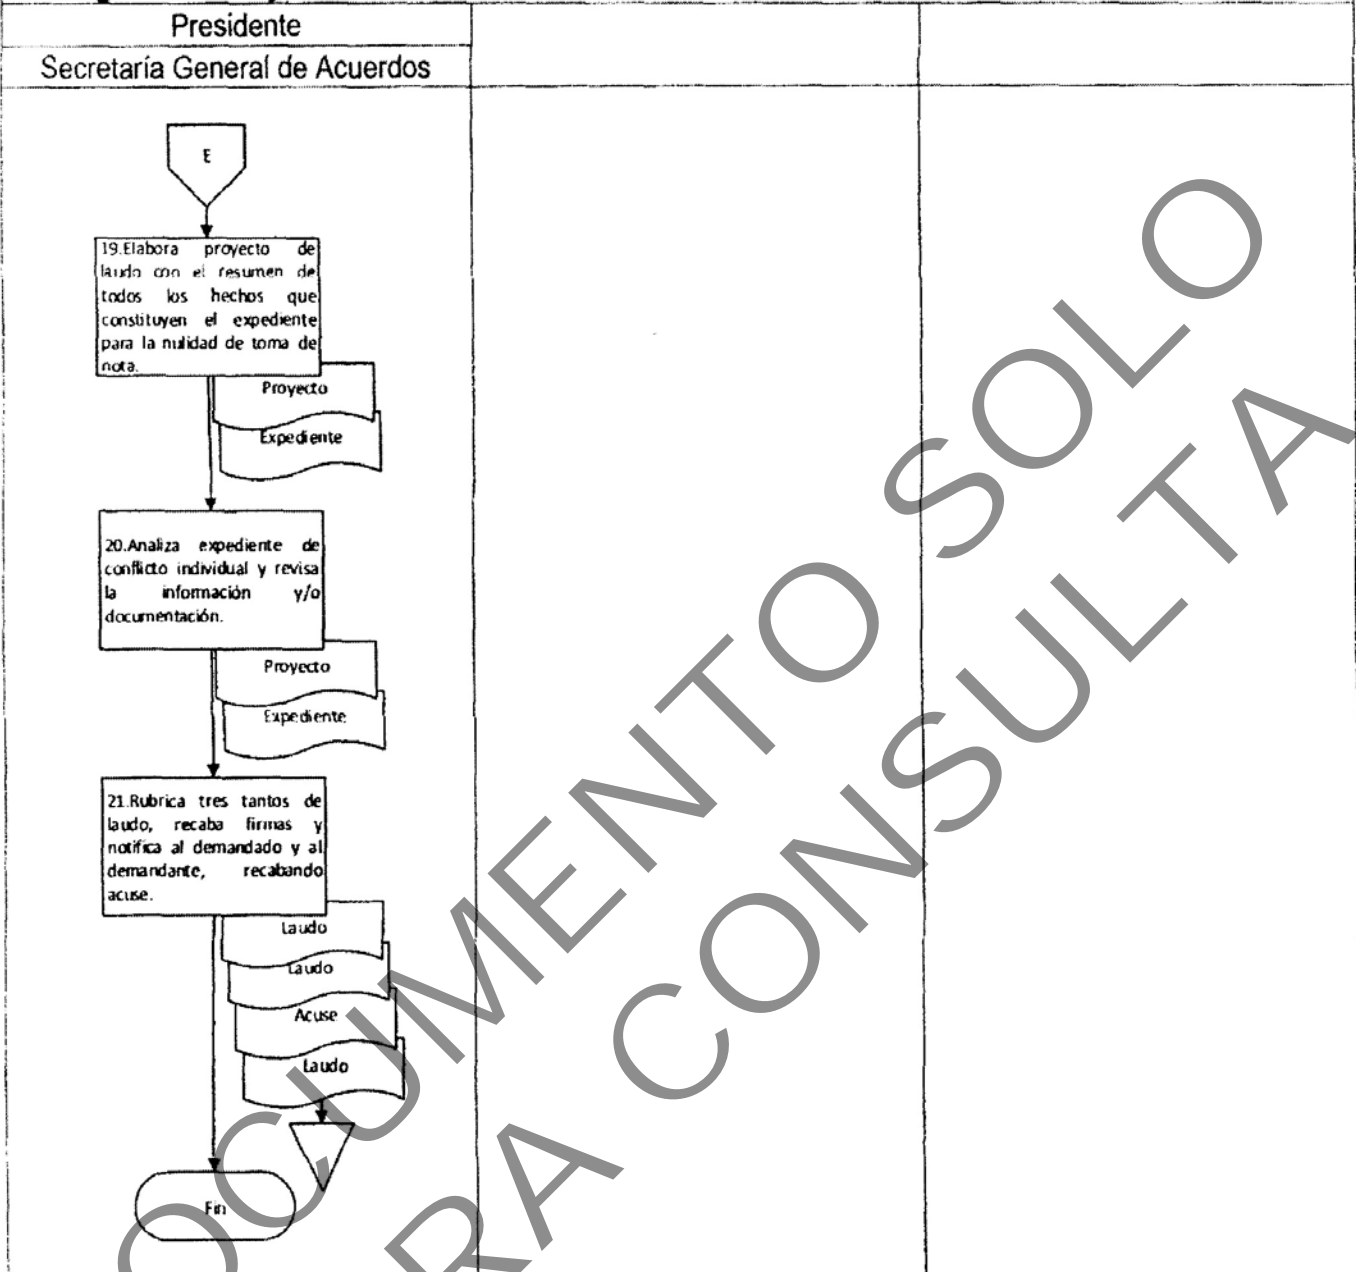 Presidente
Secretaría General de Acuerdos
E
19.Elabora proyecto de
laudo con el resumen de
todos los hechos que
constituyen el expediente
para la nulidad de toma de
nota.
Proyecto
Expediente
20.Analiza expediente de
conflicto individual y revisa
la información y/o
documentación.
Proyecto
Expediente
21.Rubrica tres tantos de
laudo, recaba firmas y
notifica al demandado y al
demandante, recabando
acuse.
Laudo
Laudo
Acuse
Laudo
Fin
OCUMENTO SOLO
RA CONSULTA